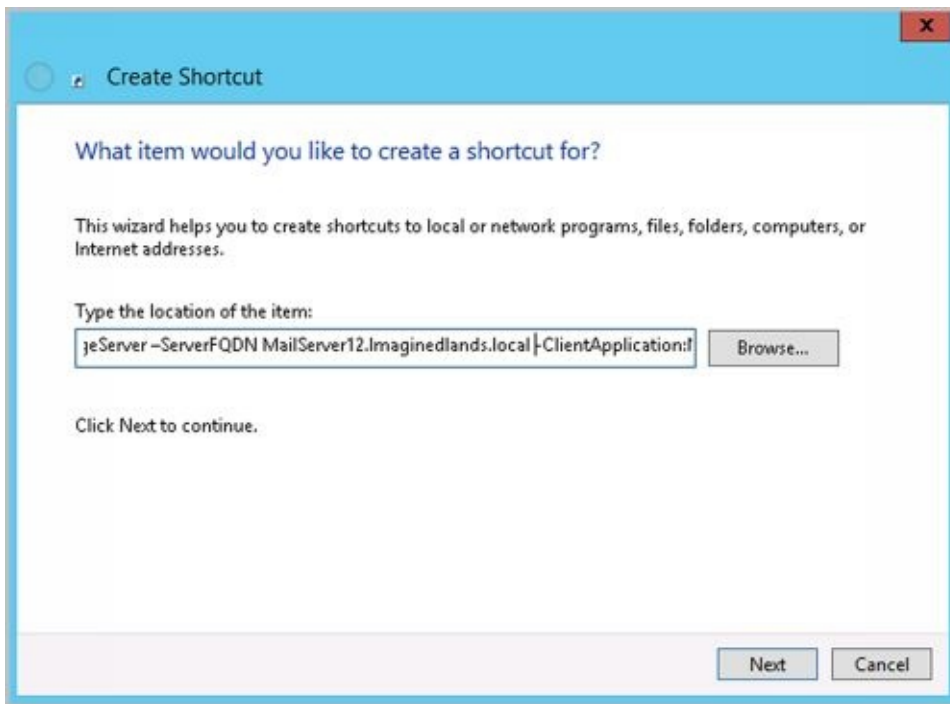 x
Create Shortcut
What item would you like to create a shortcut for?
This wizard helps you to create shortcuts to local or network programs, files, folders, computers, or
Internet addresses.
Type the location of the item:
geServer –ServerFQDN MailServer12.Imaginedlands.local -ClientApplication:
Browse...
Click Next to continue.
Next
Cancel